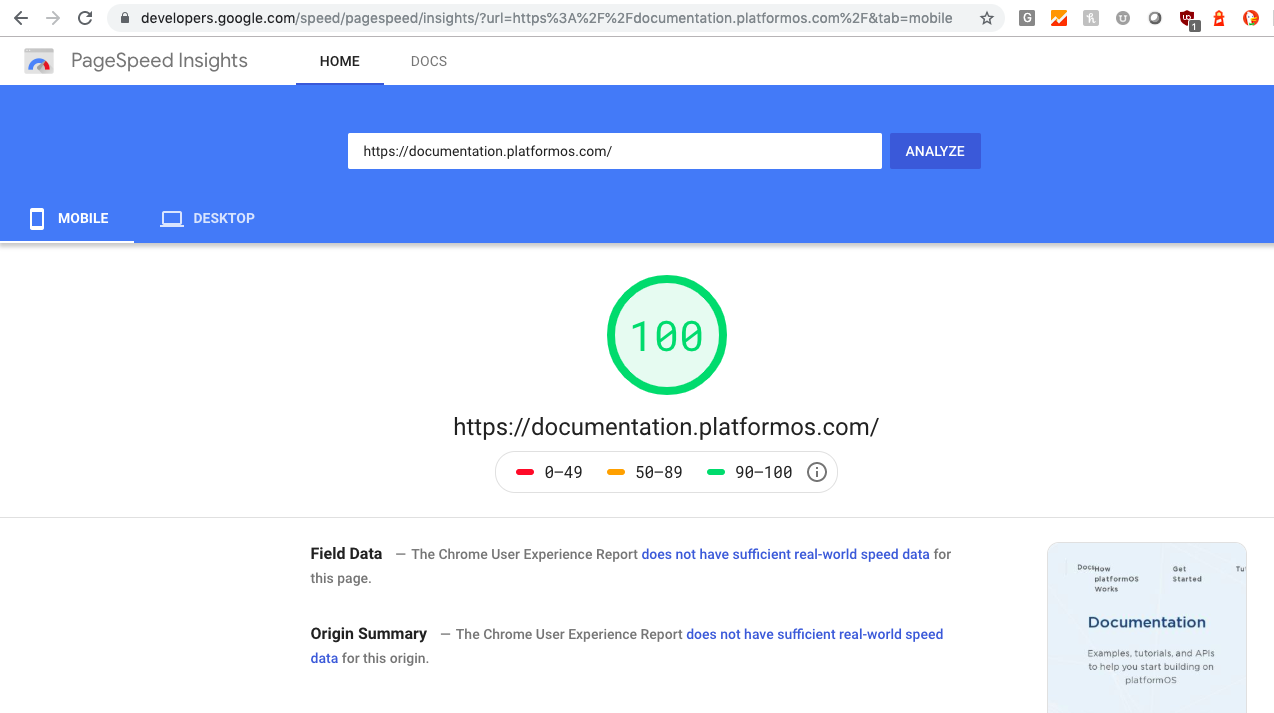 developers.google.com/speed/pagespeed/insights/?url=https%3A%2F%2Fdocumentation.platformos.com%2F&tab=mobile
G
1
PageSpeed Insights
HOME
DOCS
https://documentation.platformos.com/
ANALYZE
MOBILE
DESKTOP
100
https://documentation.platformos.com/
0–49
50–89
90–100
Field Data — The Chrome User Experience Report does not have sufficient real-world speed data for
this page.
Origin Summary — The Chrome User Experience Report does not have sufficient real-world speed
data for this origin.
Docs
How
platformOS
Works
Get
Started
Tu
Documentation
Examples, tutorials, and APIs
to help you start building on
platformOS